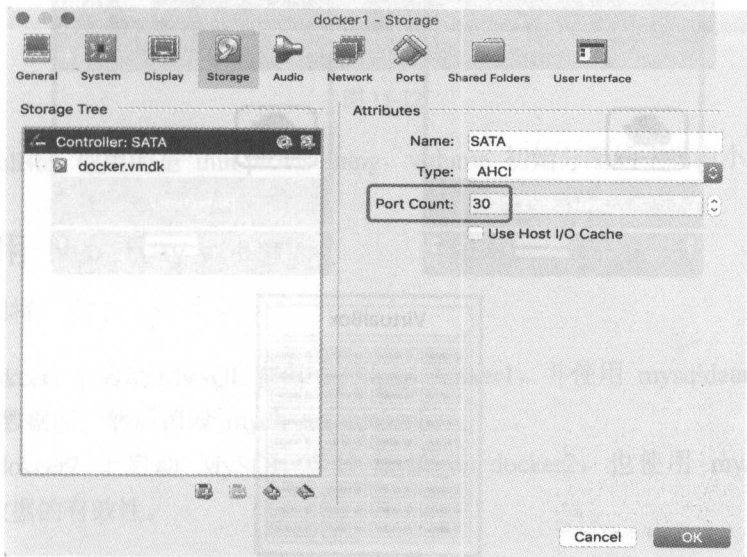 docker1 - Storage
General System Display Storage Audio Network Ports Shared Folders User Interface
Storage Tree
Attributes
Controller: SATA
docker.vmdk
Name: SATA
Type: AHCI
Port Count: 30
Use Host I/O Cache
VirtualBox
docker2
Cancel OK